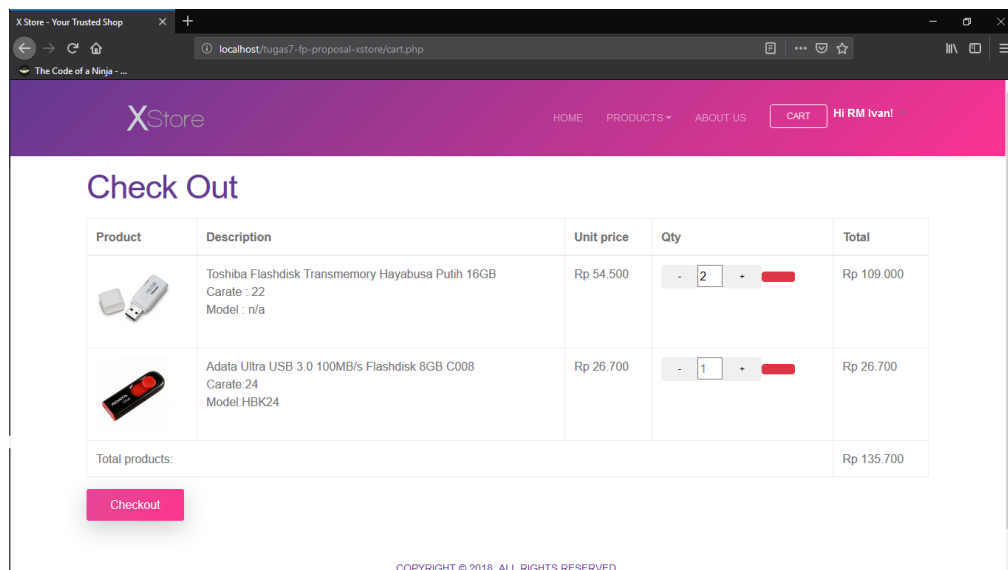 X Store - Your Trusted Shop
localhost/tugas7-fp-proposal-xstore/cart.php
The Code of a Ninja - ...
XStore
HOME PRODUCTS ABOUT US CART Hi RM Ivan!
Check Out
Product Description Unit price Qty Total
Toshiba Flashdisk Transmemory Hayabusa Putih 16GB Rp 54.500 - 2 + Rp 109.000
Carate : 22
Model : n/a
Adata Ultra USB 3.0 100MB/s Flashdisk 8GB C008 Rp 26.700 - 1 + Rp 26.700
Carate:24
Model:HBK24
ADATA
Total products: Rp 135.700
Checkout
COPYRIGHT © 2018. ALL RIGHTS RESERVED